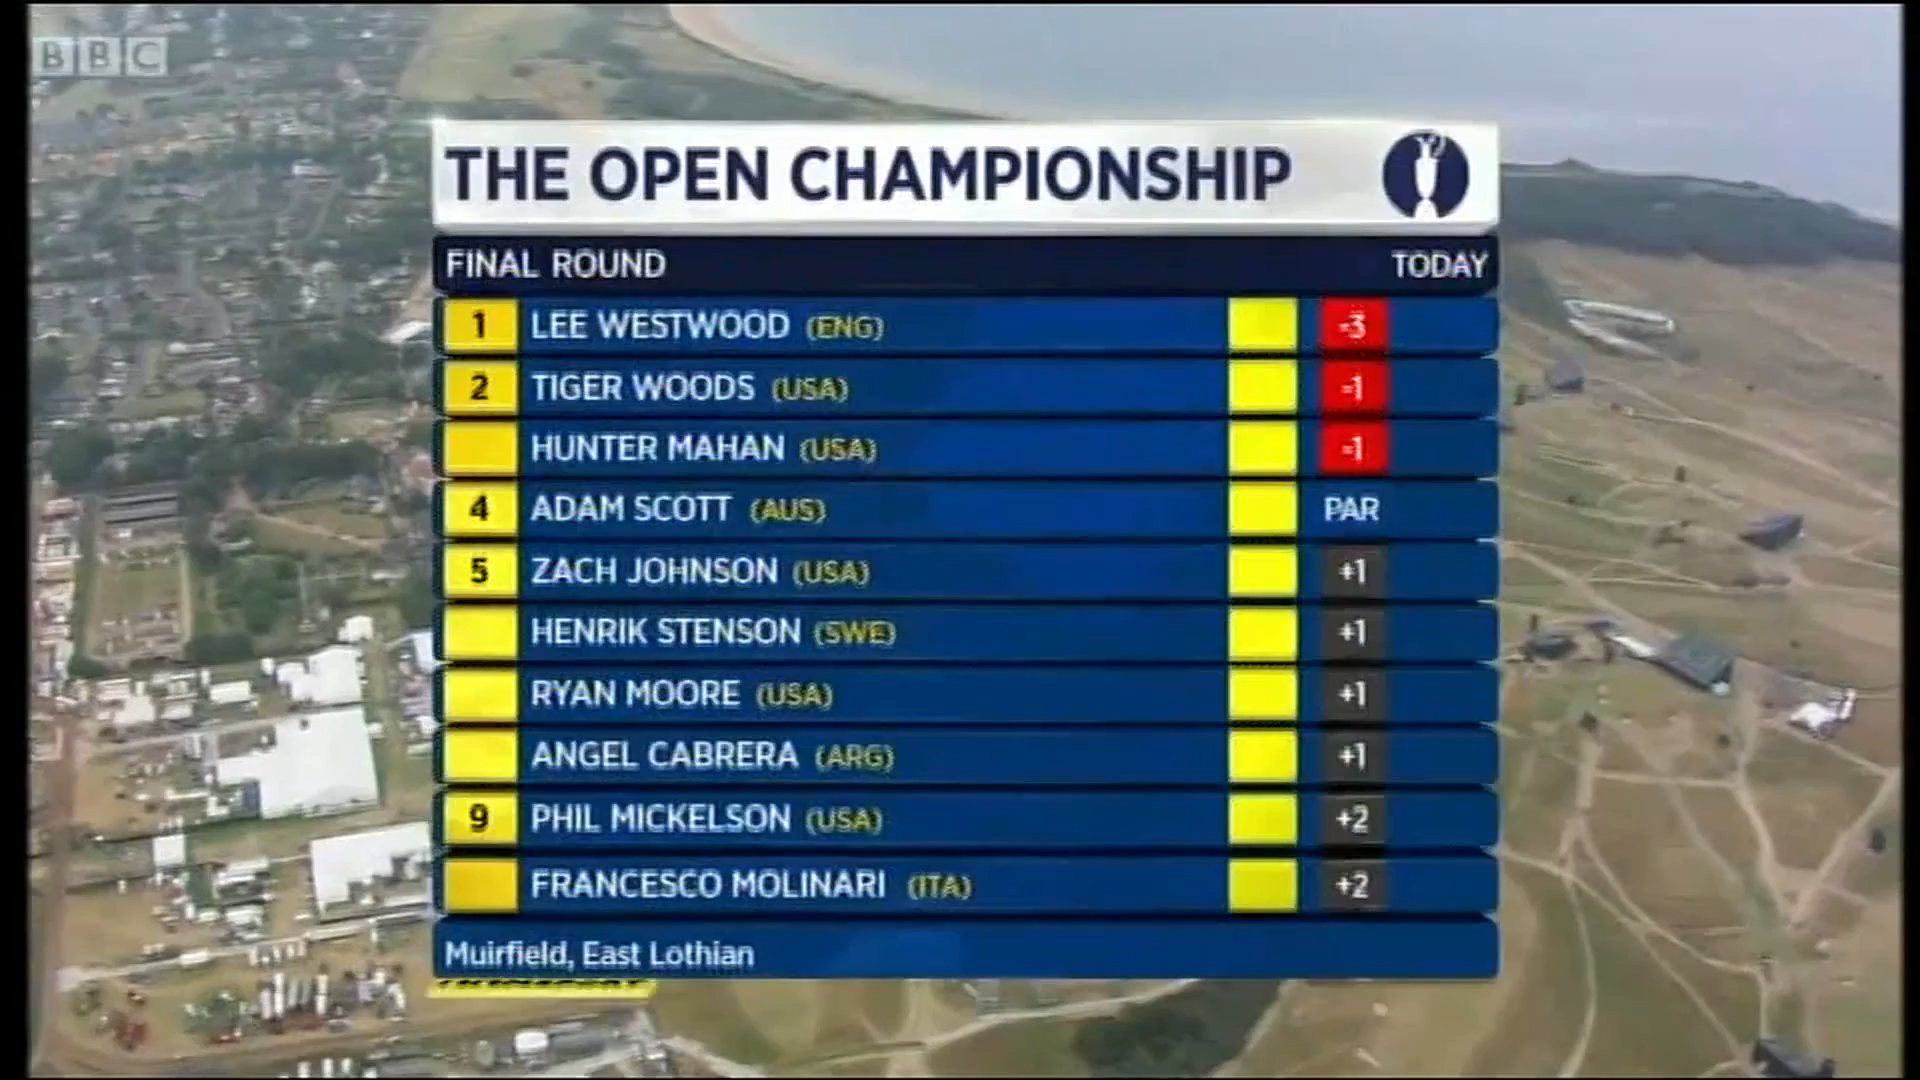 BBC
THE OPEN CHAMPIONSHIP
FINAL ROUND TODAY
1 LEE WESTWOOD (ENG) -3
2 TIGER WOODS (USA) -1
HUNTER MAHAN (USA) -1
4 ADAM SCOTT (AUS) PAR
5 ZACH JOHNSON (USA) +1
HENRIK STENSON (SWE) +1
RYAN MOORE (USA) +1
ANGEL CABRERA (ARG) +1
9 PHIL MICKELSON (USA) +2
FRANCESCO MOLINARI (ITA) +2
Muirfield, East Lothian